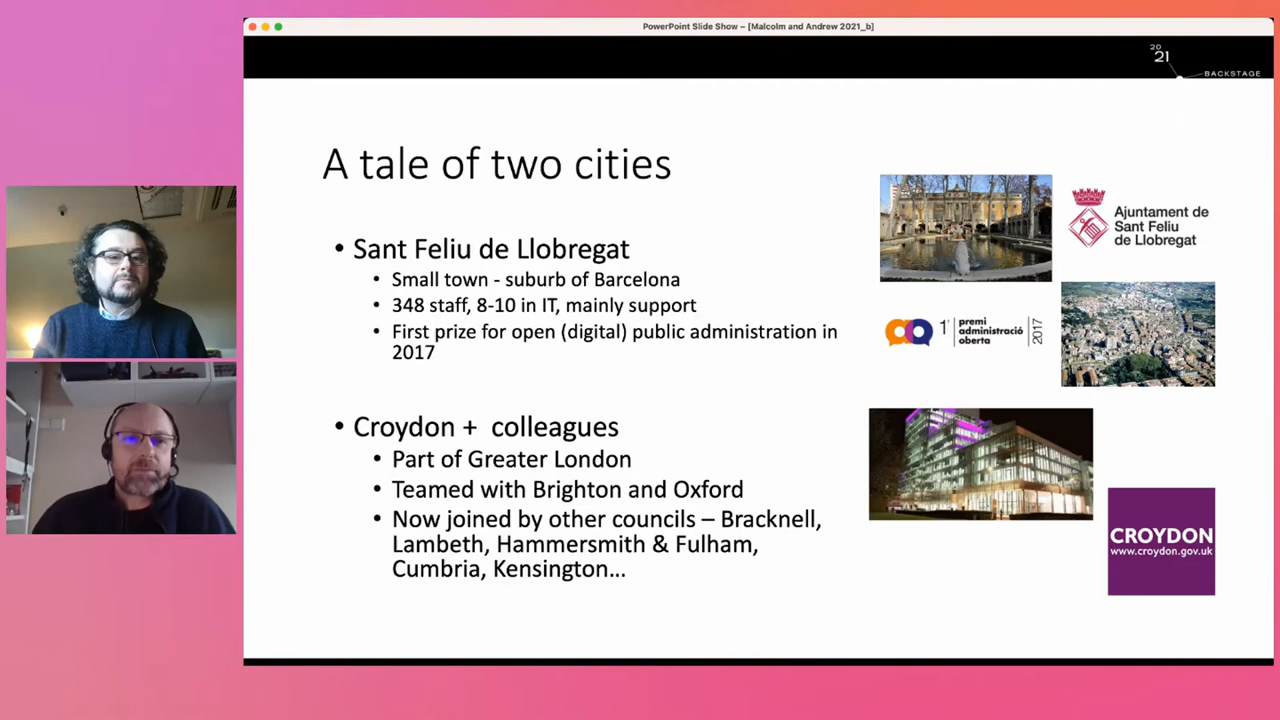 PowerPoint Slide Show – [Malcolm and Andrew 2021_b]
20
21
BACKSTAGE
A tale of two cities
• Sant Feliu de Llobregat
• Small town - suburb of Barcelona
• 348 staff, 8-10 in IT, mainly support
• First prize for open (digital) public administration in
2017
• Croydon + colleagues
• Part of Greater London
• Teamed with Brighton and Oxford
• Now joined by other councils – Bracknell,
Lambeth, Hammersmith & Fulham,
Cumbria, Kensington...
Ajuntament de
Sant Feliu
de Llobregat
1r premi
administració
oberta
2017
CROYDON
www.croydon.gov.uk